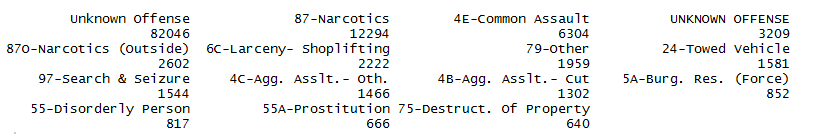 Unknown Offense 87-Narcotics 4E-Common Assault UNKNOWN OFFENSE
82046 12294 6304 3209
87O-Narcotics (Outside) 6C-Larceny- Shoplifting 79-Other 24-Towed Vehicle
2602 2222 1959 1581
97-Search & Seizure 4C-Agg. Asslt.- Oth. 4B-Agg. Asslt.- Cut 5A-Burg. Res. (Force)
1544 1466 1302 852
55-Disorderly Person 55A-Prostitution 75-Destruct. Of Property
817 666 640